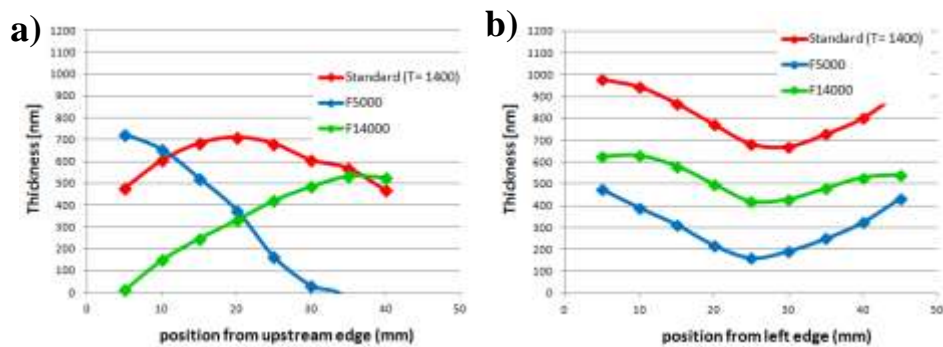 a)
1200
1100
1000
900
800
700
600
500
400
300
200
100
0
Thickness [nm]
Standard (T= 1400)
F5000
F14000
0 10 20 30 40 50
position from upstream edge (mm)
b)
1200
1100
1000
900
800
700
600
500
400
300
200
100
0
Thickness [nm]
Standard (T= 1400)
F5000
F14000
0 10 20 30 40 50
position from left edge (mm)